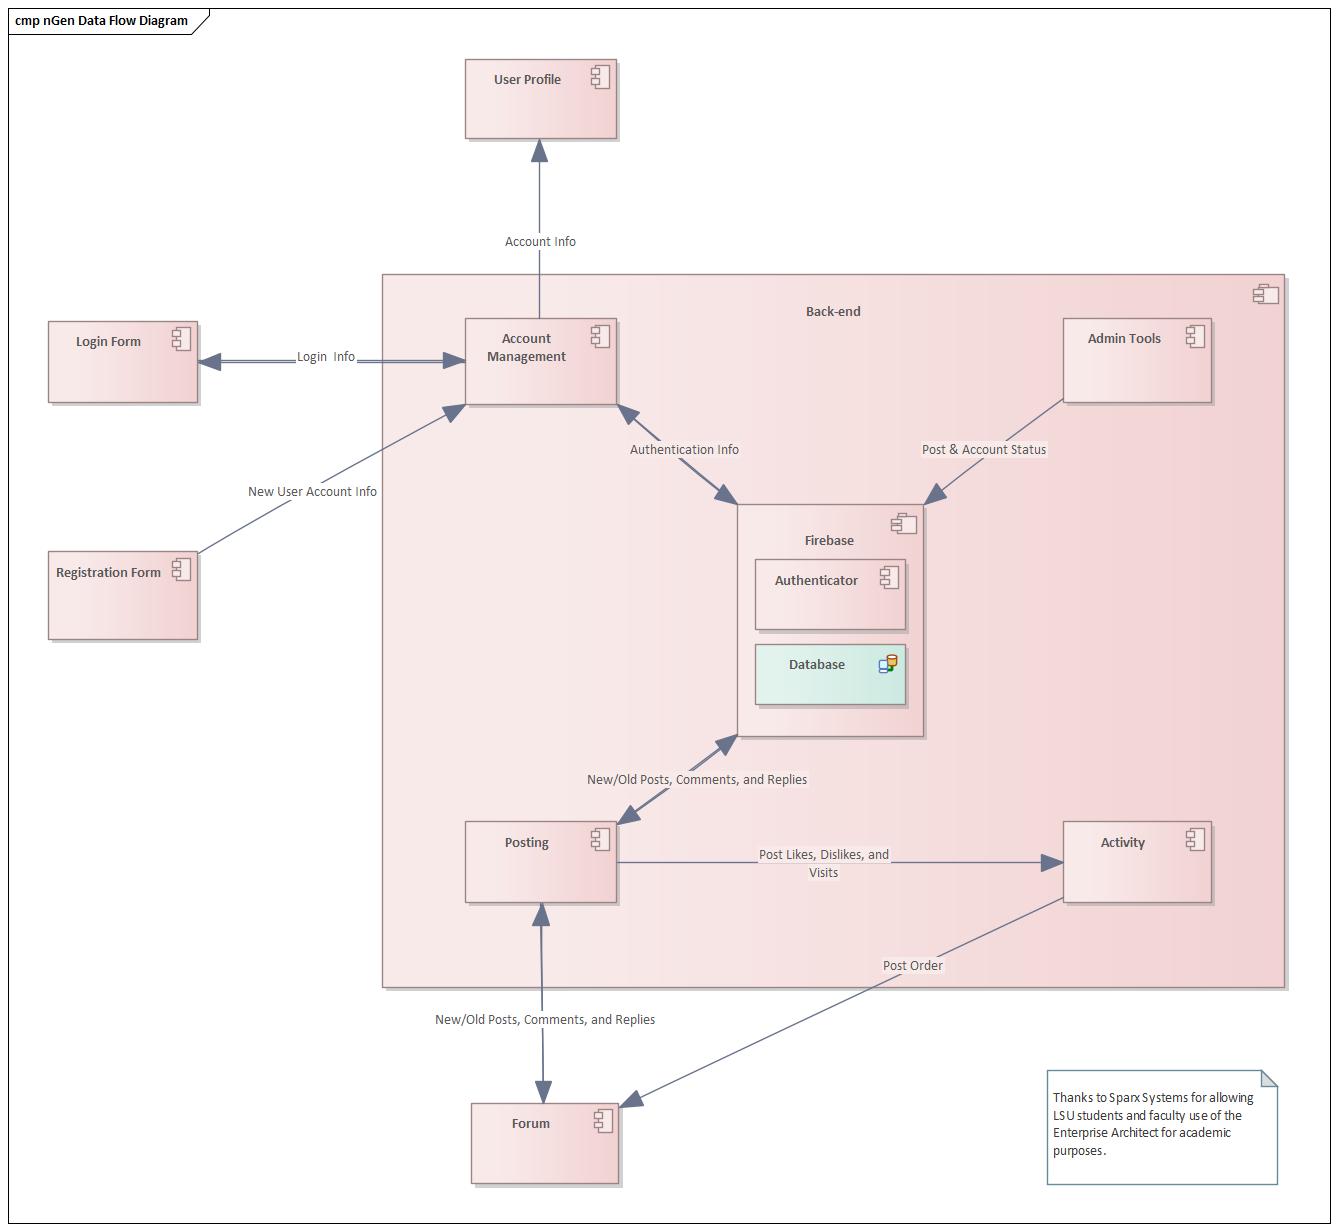 cmp nGen Data Flow Diagram
User Profile
Account Info
Back-end
Login Form
Login  Info
Account
Management
Admin Tools
Authentication Info
Post & Account Status
New User Account Info
Registration Form
Firebase
Authenticator
Database
New/Old Posts, Comments, and Replies
Posting
Post Likes, Dislikes, and
Visits
Activity
Post Order
New/Old Posts, Comments, and Replies
Forum
Thanks to Sparx Systems for allowing
LSU students and faculty use of the
Enterprise Architect for academic
purposes.